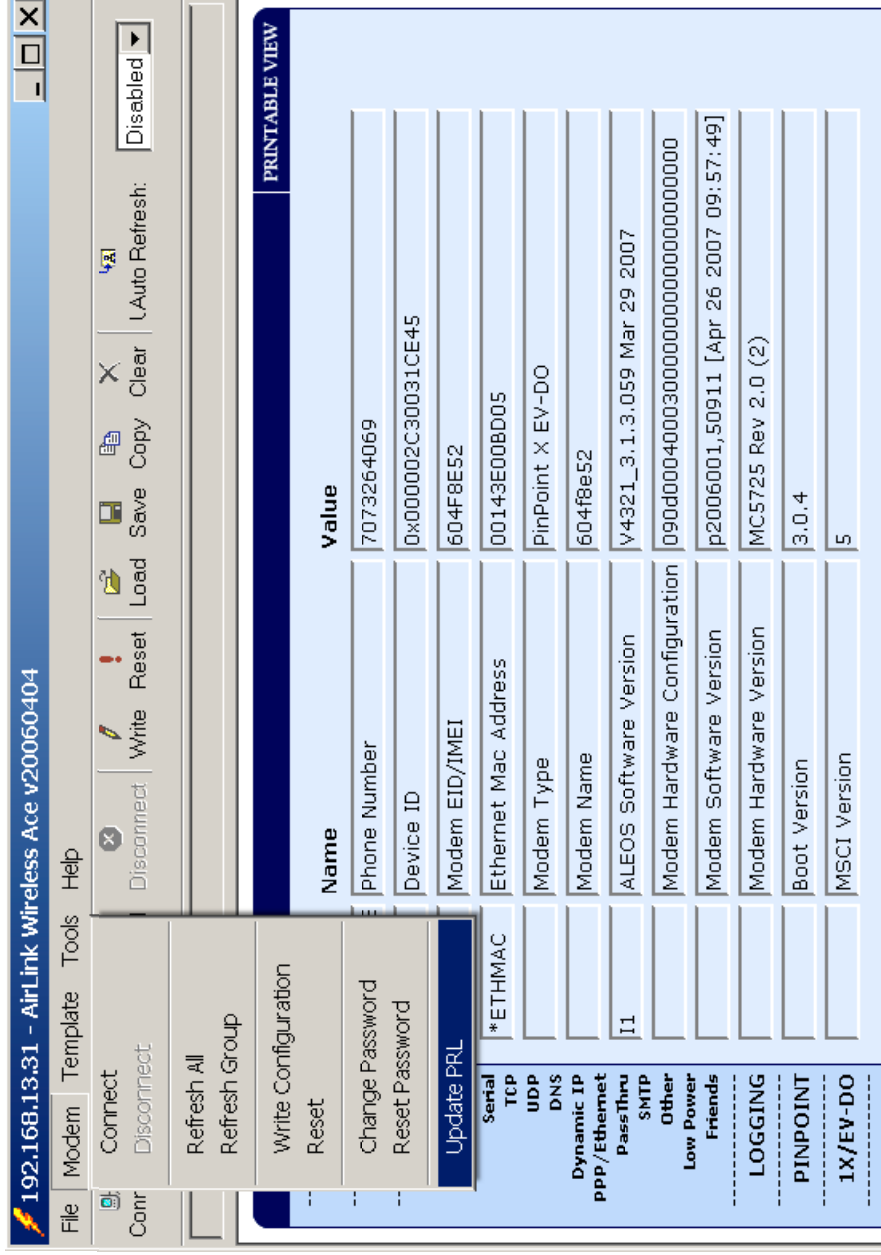 192.168.13.31 - AirLink Wireless Ace v20060404
File Modem Template Tools Help
Conr
Disconnect Write Reset Load Save Copy Clear Auto Refresh: Disabled
Connect
Disconnect
Refresh All
Refresh Group
Write Configuration
Reset
Change Password
Reset Password
Update PRL
PRINTABLE VIEW
Name Value
Phone Number 7073264069
Device ID 0x000002C30031CE45
Modem EID/IMEI 604F8E52
*ETHMAC Ethernet Mac Address 00143E00BD05
Modem Type PinPoint X EV-DO
Modem Name 604f8e52
I1 ALEOS Software Version V4321_3.1.3.059 Mar 29 2007
Modem Hardware Configuration
Modem Software Version p2006001,50911 [Apr 26 2007 09:57:49]
Modem Hardware Version MC5725 Rev 2.0 (2)
Boot Version 3.0.4
MSCI Version 5
Serial
TCP
UDP
DNS
Dynamic IP
PPP/Ethernet
PassThru
SMTP
Other
Low Power
Friends
LOGGING
PINPOINT
1X/EV-DO